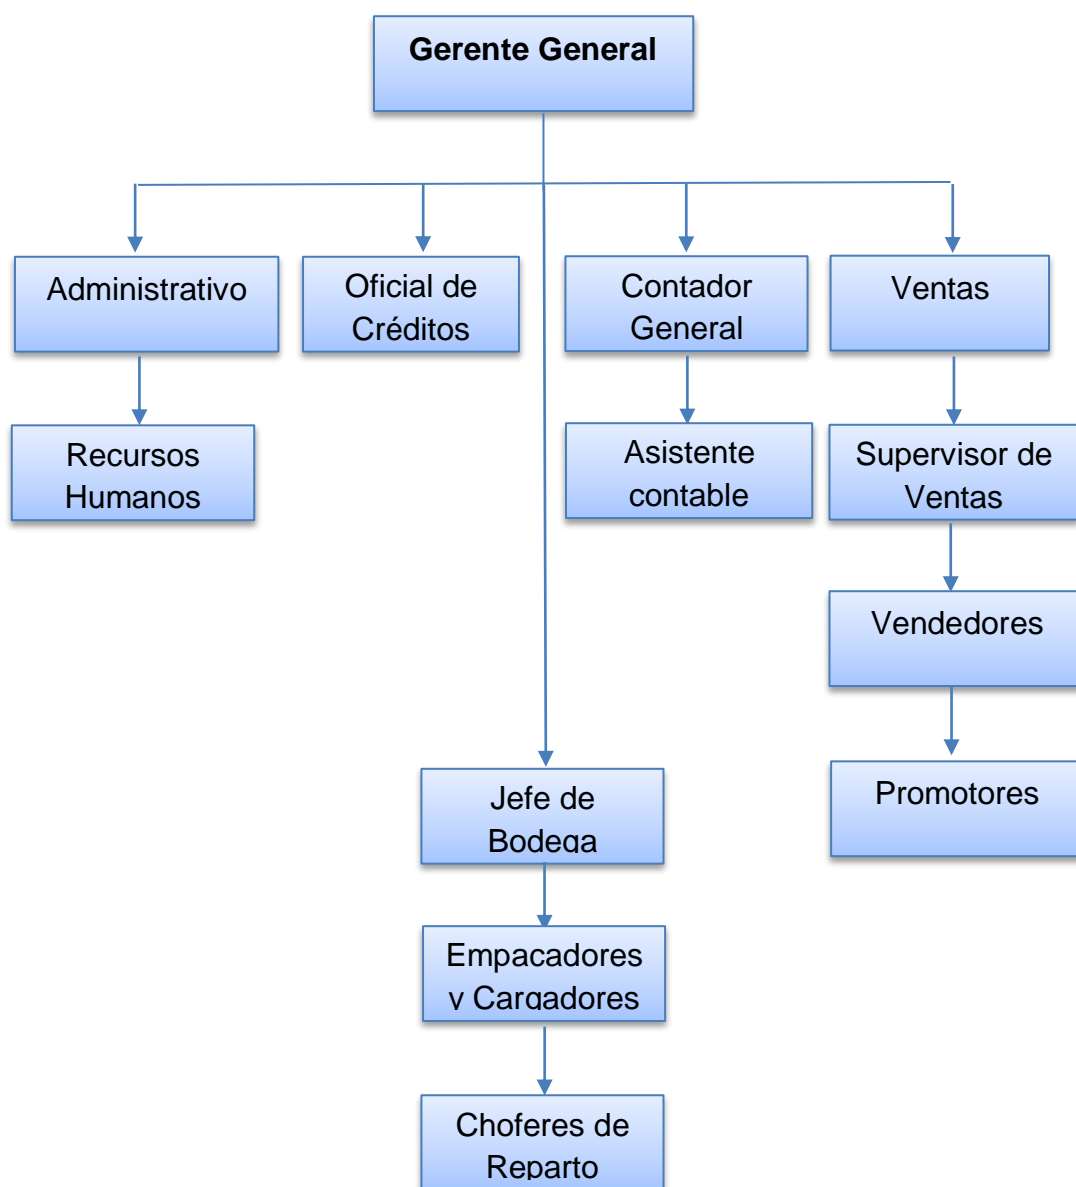 Gerente General
Administrativo
Oficial de
Créditos
Contador
General
Ventas
Recursos
Humanos
Asistente
contable
Supervisor de
Ventas
Vendedores
Promotores
Jefe de
Bodega
Empacadores
y Cargadores
Choferes de
Reparto